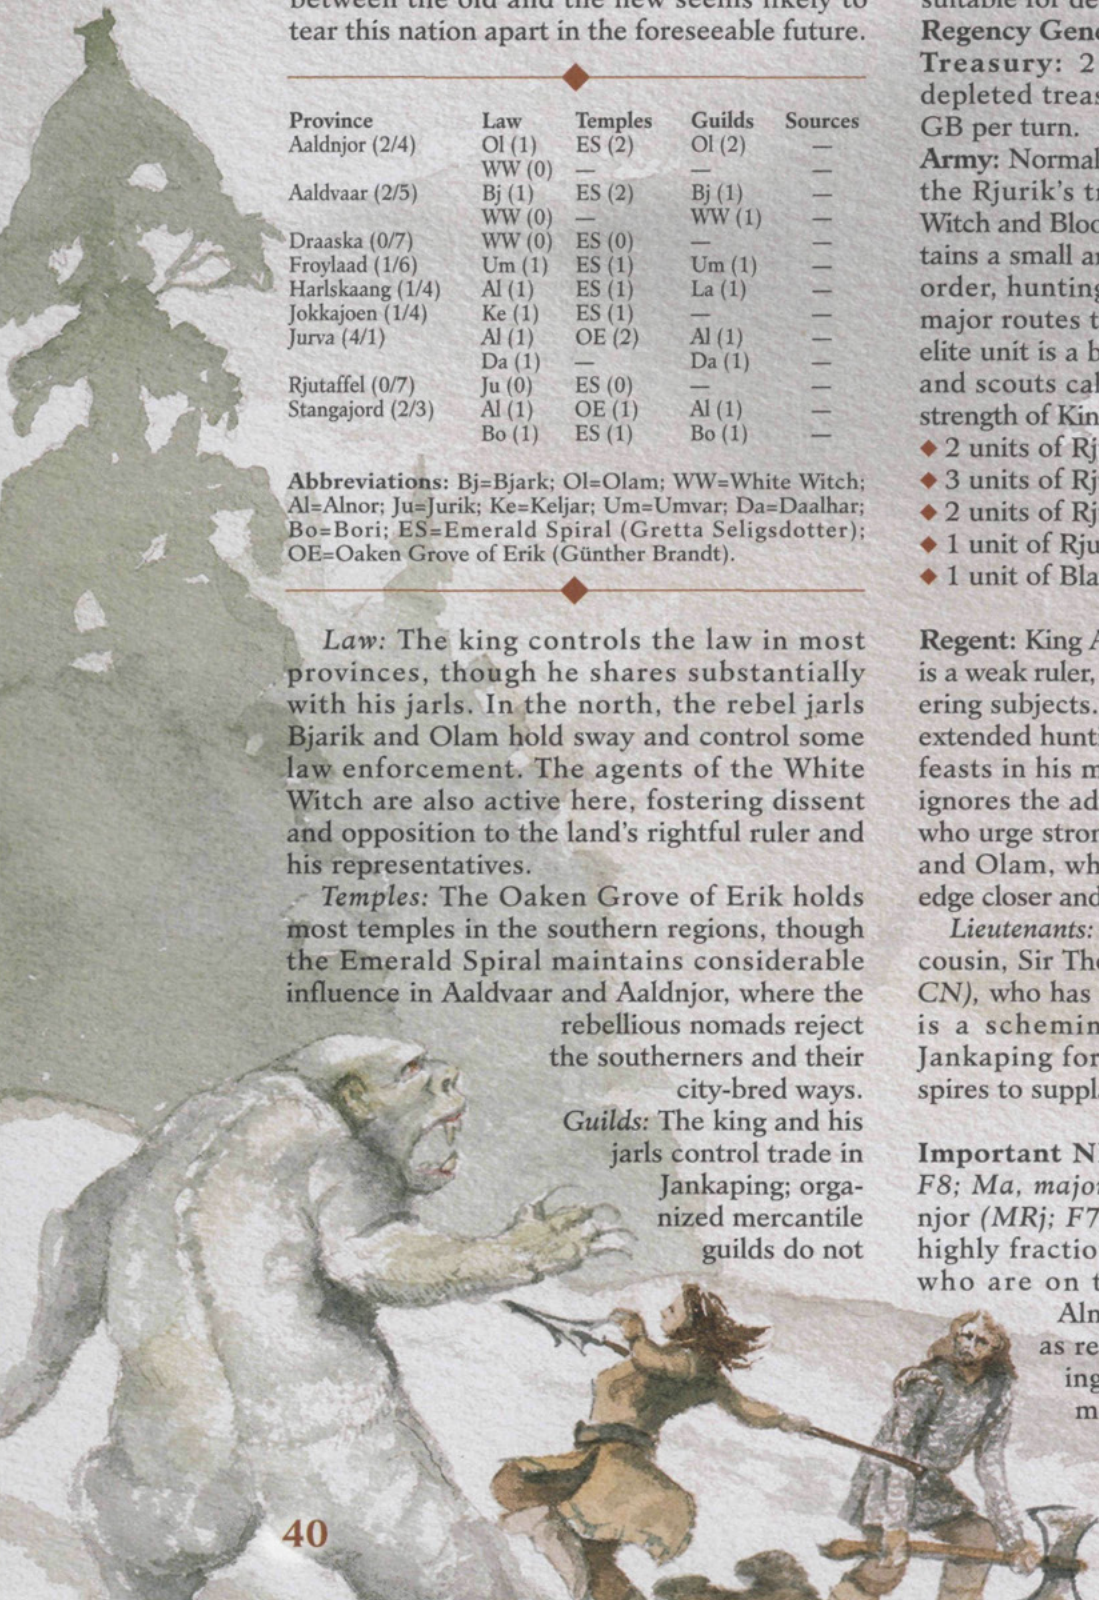 tear this nation apart in the foreseeable future.
Province Law Temples Guilds Sources
Aaldnjor (2/4) Ol (1) ES (2) Ol (2) —
WW (0) — — —
Aaldvaar (2/5) Bj (1) ES (2) Bj (1) —
WW (0) — WW (1) —
Draaska (0/7) WW (0) ES (0) — —
Froylaad (1/6) Um (1) ES (1) Um (1) —
Harlskaang (1/4) Al (1) ES (1) La (1) —
Jokkajoen (1/4) Ke (1) ES (1) — —
Jurva (4/1) Al (1) OE (2) Al (1) —
Da (1) — Da (1) —
Rjutaffel (0/7) Ju (0) ES (0) — —
Stangajord (2/3) Al (1) OE (1) Al (1) —
Bo (1) ES (1) Bo (1) —
Abbreviations: Bj=Bjark; Ol=Olam; WW=White Witch;
Al=Alnor; Ju=Jurik; Ke=Keljar; Um=Umvar; Da=Daalhar;
Bo=Bori; ES=Emerald Spiral (Gretta Seligsdotter);
OE=Oaken Grove of Erik (Günther Brandt).
Law: The king controls the law in most
provinces, though he shares substantially
with his jarls. In the north, the rebel jarls
Bjarik and Olam hold sway and control some
law enforcement. The agents of the White
Witch are also active here, fostering dissent
and opposition to the land's rightful ruler and
his representatives.
Temples: The Oaken Grove of Erik holds
most temples in the southern regions, though
the Emerald Spiral maintains considerable
influence in Aaldvaar and Aaldnjor, where the
rebellious nomads reject
the southerners and their
city-bred ways.
Guilds: The king and his
jarls control trade in
Jankaping; orga-
nized mercantile
guilds do not
40
Regency Gene
Treasury: 2
depleted treas
GB per turn.
Army: Normal
the Rjurik's tr
Witch and Bloo
tains a small ar
order, hunting
major routes t
elite unit is a b
and scouts cal
strength of Kin
◆ 2 units of Rj
◆ 3 units of Rj
◆ 2 units of Rj
◆ 1 unit of Rju
◆ 1 unit of Bla
Regent: King A
is a weak ruler,
ering subjects.
extended hunti
feasts in his m
ignores the ad
who urge stron
and Olam, wh
edge closer and
Lieutenants:
cousin, Sir The
CN), who has
is a schemin
Jankaping for
spires to suppl
Important NP
F8; Ma, major
njor (MRj; F7
highly fractio
who are on t
Aln
as re
ing
m